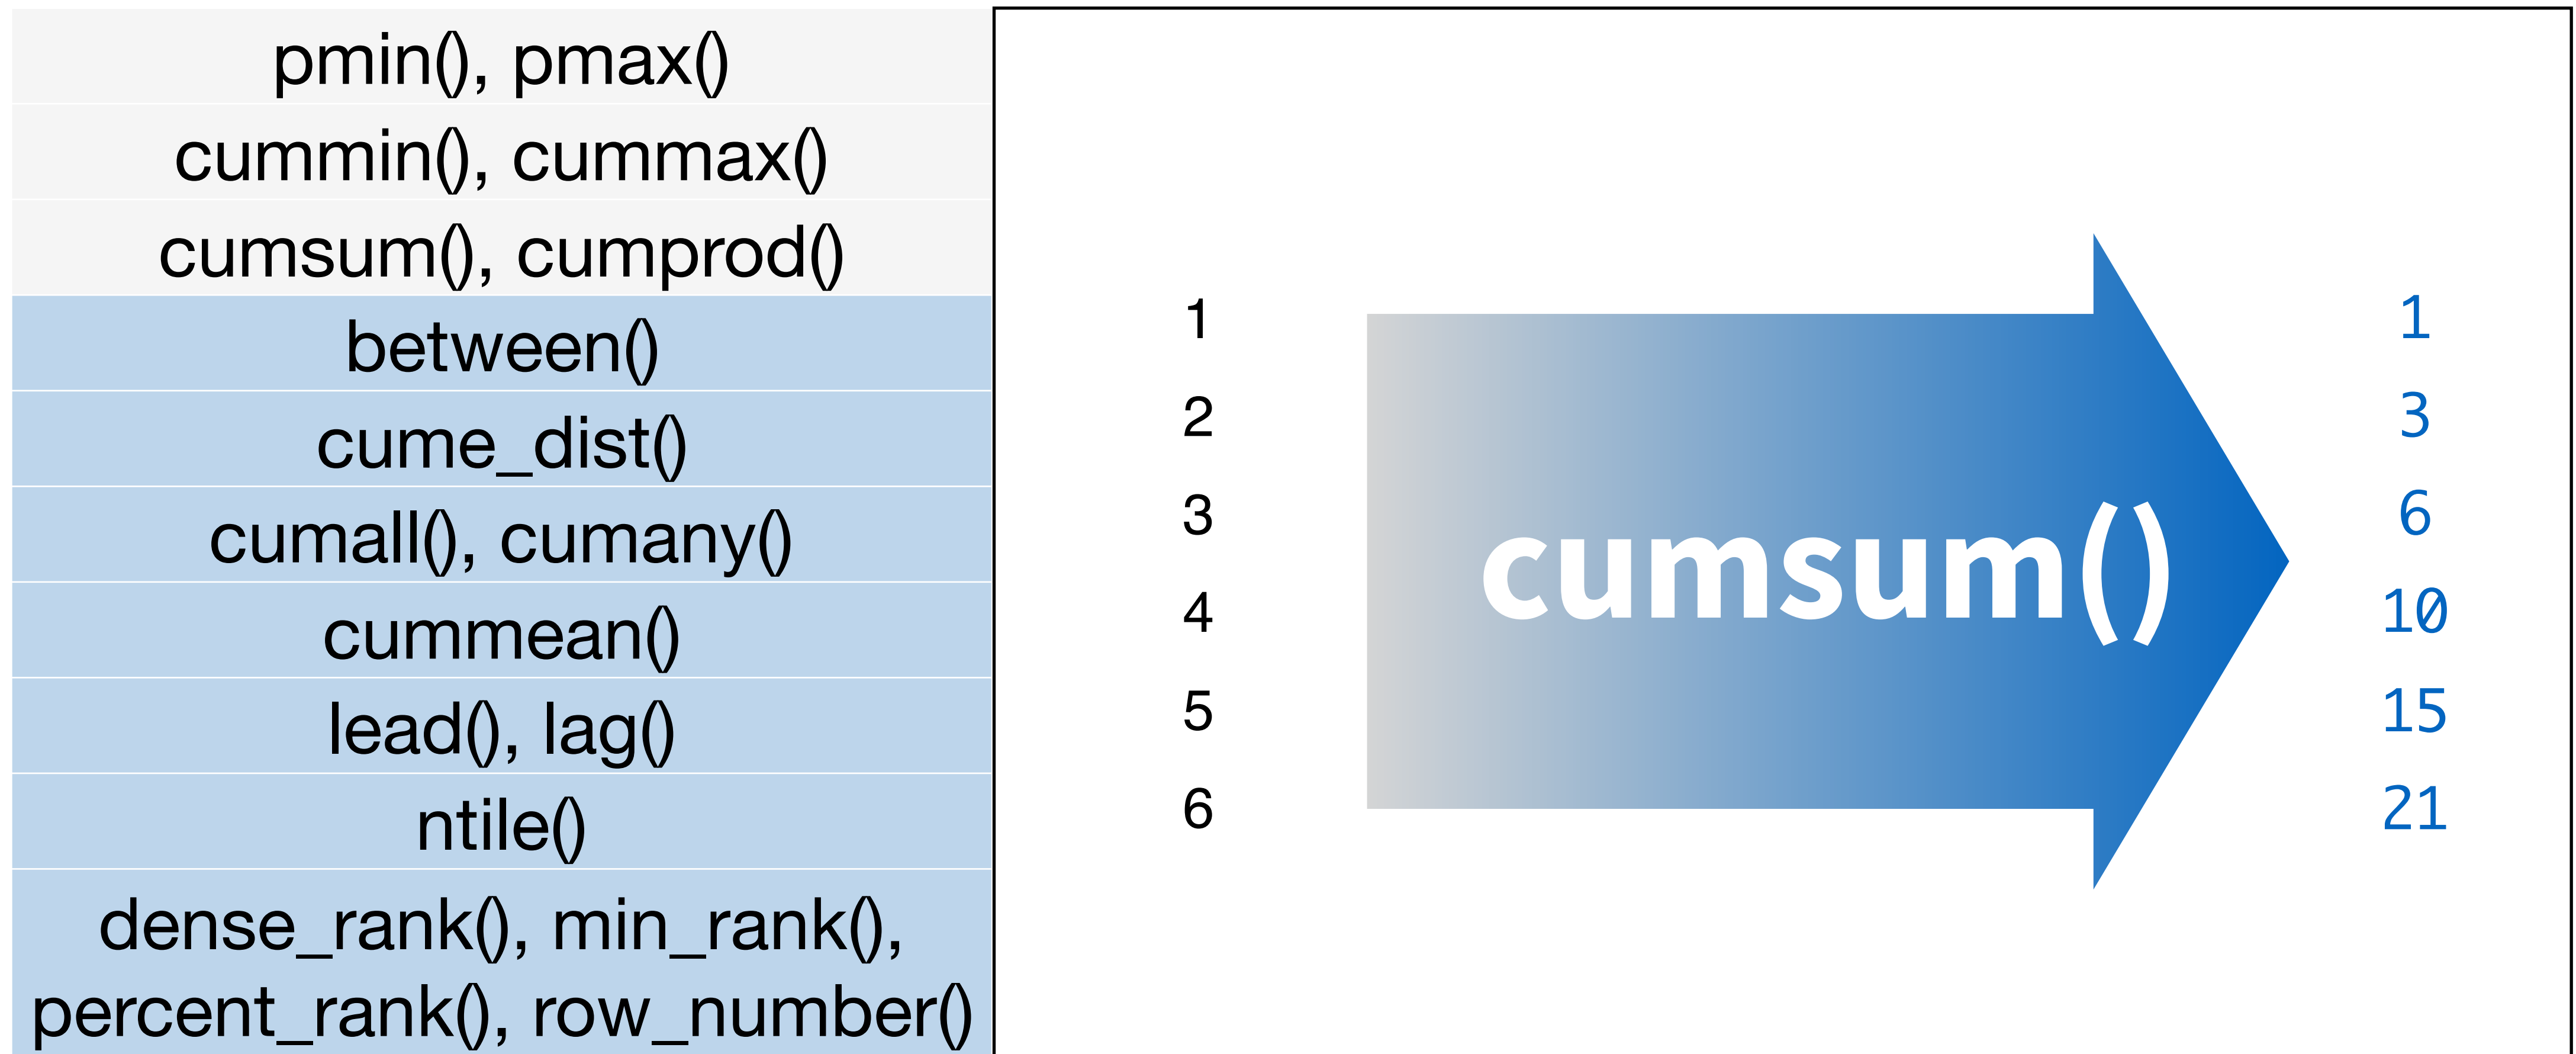 pmin(), pmax()
cummin(), cummax()
cumsum(), cumprod()
between()
cume_dist()
cumall(), cumany()
cummean()
lead(), lag()
ntile()
dense_rank(), min_rank(),
percent_rank(), row_number()
1
2
3
4
5
6
cumsum()
1
3
6
10
15
21